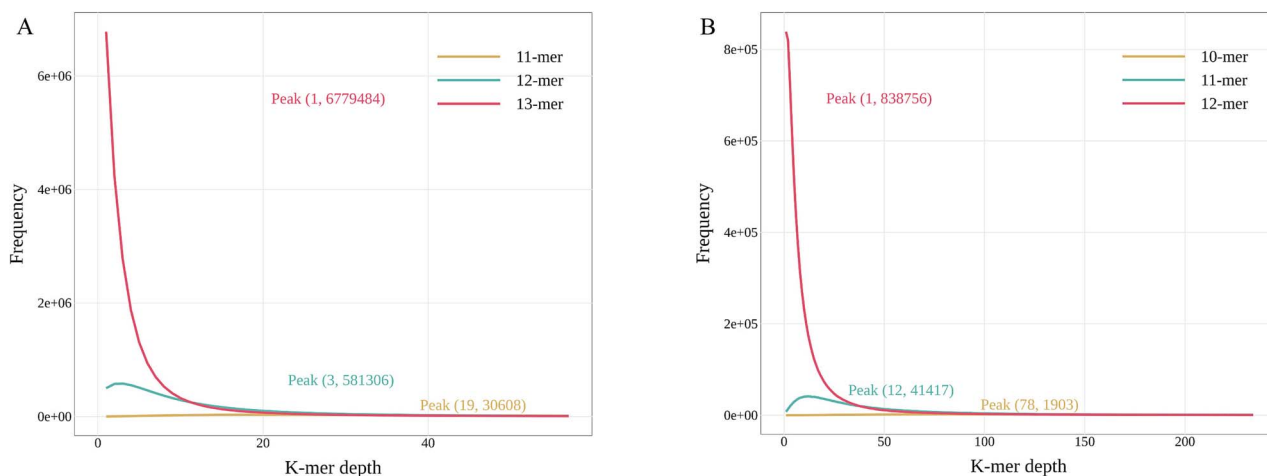 A
11-mer
12-mer
13-mer
Peak (1, 6779484)
Peak (3, 581306)
Peak (19, 30608)
6e+06
4e+06
2e+06
0e+00
Frequency
0
20
40
K-mer depth
B
10-mer
11-mer
12-mer
Peak (1, 838756)
Peak (12, 41417)
Peak (78, 1903)
8e+05
6e+05
4e+05
2e+05
0e+00
Frequency
0
50
100
150
200
K-mer depth